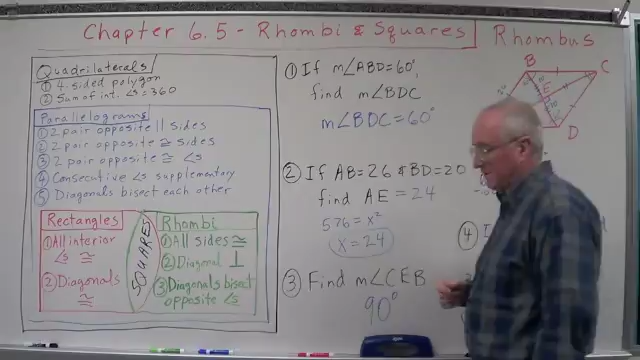 Chapter 6.5 - Rhombi & Squares
Rhombus
Quadrilaterals
① 4-sided polygon
② Sum of int. ∠s = 360
Parallelograms
① 2 pair opposite || sides
② 2 pair opposite ≅ sides
③ 2 pair opposite ≅ ∠s
④ Consecutive ∠s supplementary
⑤ Diagonals bisect each other
Rectangles
① All interior
∠s ≅
② Diagonals
≅
SQUARES
Rhombi
① All sides ≅
② Diagonal ⊥
③ Diagonals bisect
opposite ∠s
① If m∠ABD=60°,
find m∠BDC
m∠BDC=60°
② If AB=26 & BD=20
find AE=24
576=x²
x=24
③ Find m∠CEB
90°
B
C
E
D
④ I